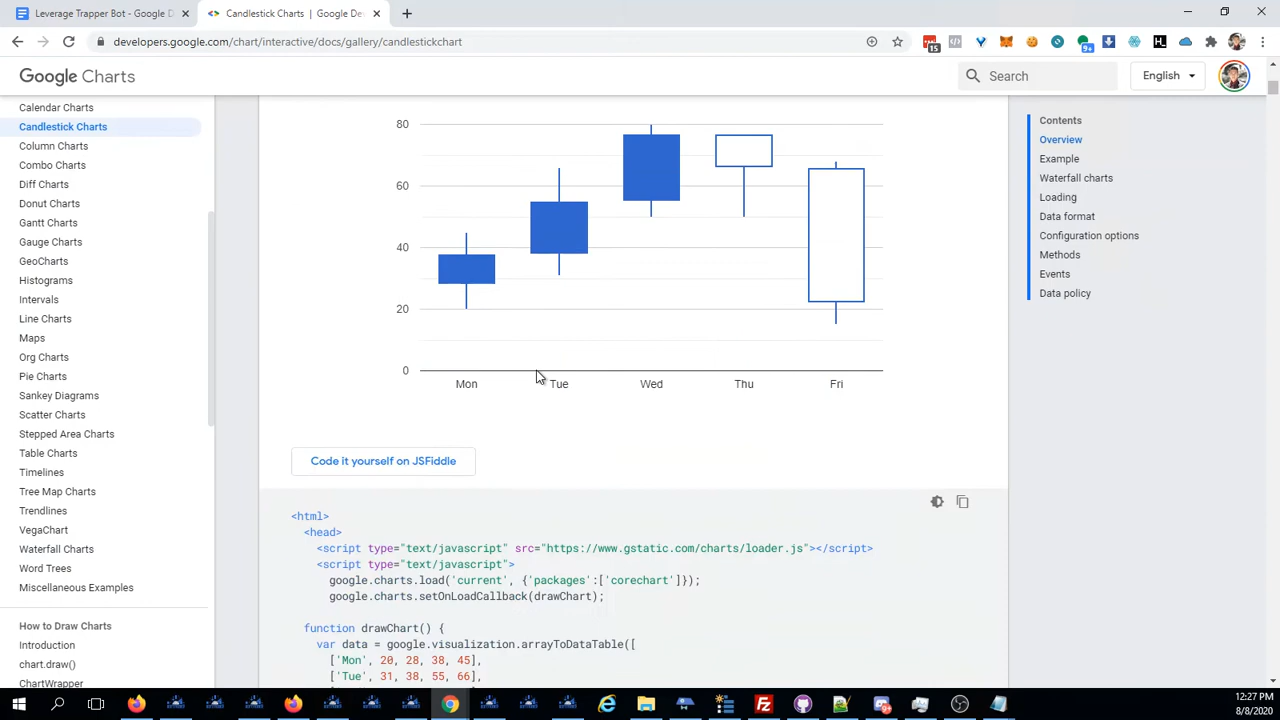 Leverage Trapper Bot - Google D
Candlestick Charts | Google De
developers.google.com/chart/interactive/docs/gallery/candlestickchart
15
9+
Google Charts
Search
English
Calendar Charts
Candlestick Charts
Column Charts
Combo Charts
Diff Charts
Donut Charts
Gantt Charts
Gauge Charts
GeoCharts
Histograms
Intervals
Line Charts
Maps
Org Charts
Pie Charts
Sankey Diagrams
Scatter Charts
Stepped Area Charts
Table Charts
Timelines
Tree Map Charts
Trendlines
VegaChart
Waterfall Charts
Word Trees
Miscellaneous Examples
How to Draw Charts
Introduction
chart.draw()
ChartWrapper
80
60
40
20
0
Mon Tue Wed Thu Fri
Code it yourself on JSFiddle
<html>
<head>
<script type="text/javascript" src="https://www.gstatic.com/charts/loader.js"></script>
<script type="text/javascript">
google.charts.load('current', {'packages':['corechart']});
google.charts.setOnLoadCallback(drawChart);
function drawChart() {
var data = google.visualization.arrayToDataTable([
['Mon', 20, 28, 38, 45],
['Tue', 31, 38, 55, 66],
Contents
Overview
Example
Waterfall charts
Loading
Data format
Configuration options
Methods
Events
Data policy
12:27 PM
8/8/2020